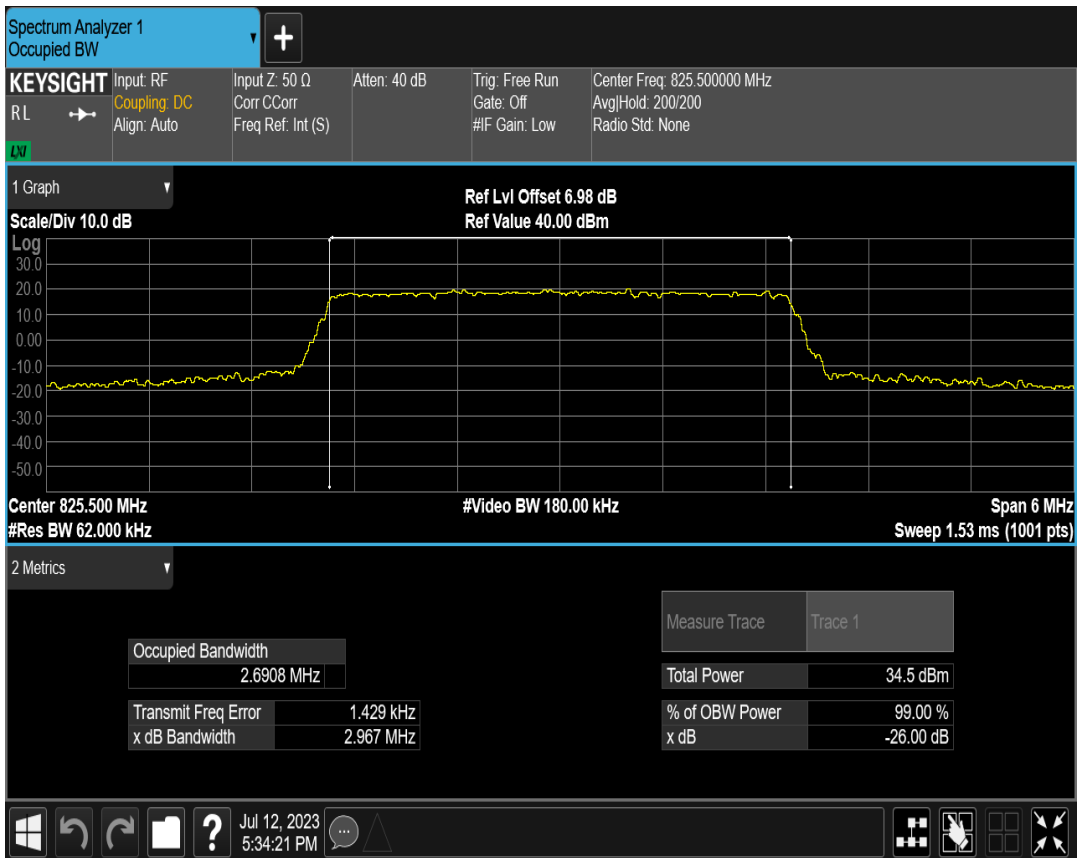 Spectrum Analyzer 1
Occupied BW
+
KEYSIGHT
R L
LXI
Input: RF
Coupling: DC
Align: Auto
Input Z: 50 Ω
Corr CCorr
Freq Ref: Int (S)
Atten: 40 dB
Trig: Free Run
Gate: Off
#IF Gain: Low
Center Freq: 825.500000 MHz
Avg|Hold: 200/200
Radio Std: None
1 Graph
Scale/Div 10.0 dB
Ref Lvl Offset 6.98 dB
Ref Value 40.00 dBm
Log
30.0
20.0
10.0
0.00
-10.0
-20.0
-30.0
-40.0
-50.0
Center 825.500 MHz
#Res BW 62.000 kHz
#Video BW 180.00 kHz
Span 6 MHz
Sweep 1.53 ms (1001 pts)
2 Metrics
Occupied Bandwidth
2.6908 MHz
Transmit Freq Error 1.429 kHz
x dB Bandwidth 2.967 MHz
Measure Trace Trace 1
Total Power 34.5 dBm
% of OBW Power 99.00 %
x dB -26.00 dB
?
Jul 12, 2023
5:34:21 PM